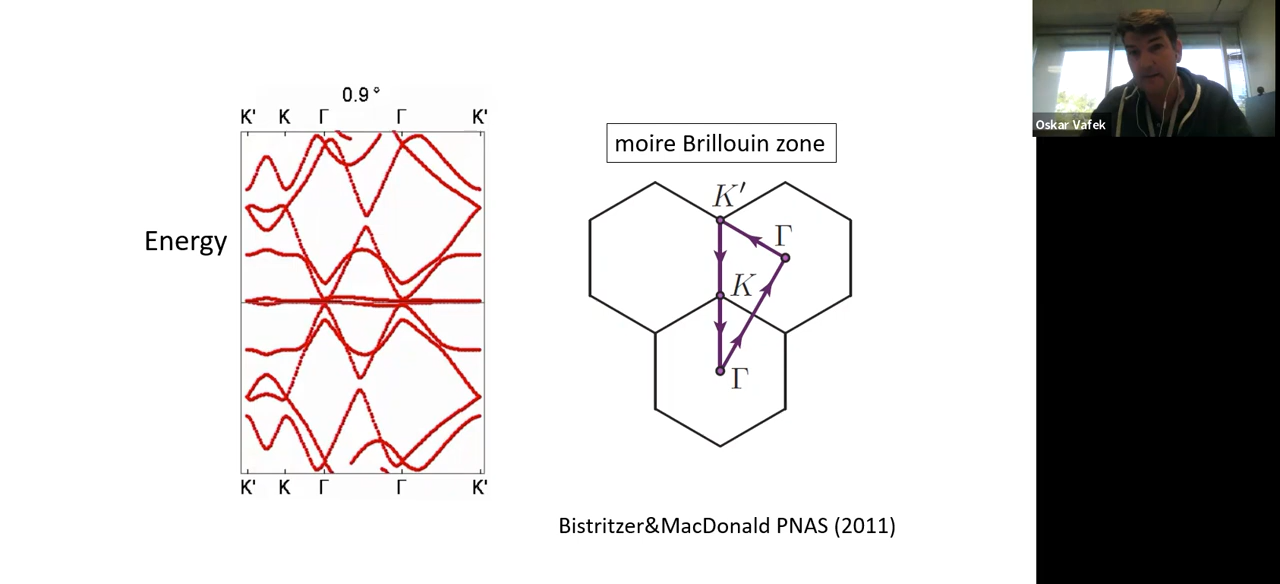 0.9°
K' K Γ Γ K'
Energy
K' K Γ Γ K'
moire Brillouin zone
K′
Γ
K
Γ
Bistritzer&MacDonald PNAS (2011)
Oskar Vafek